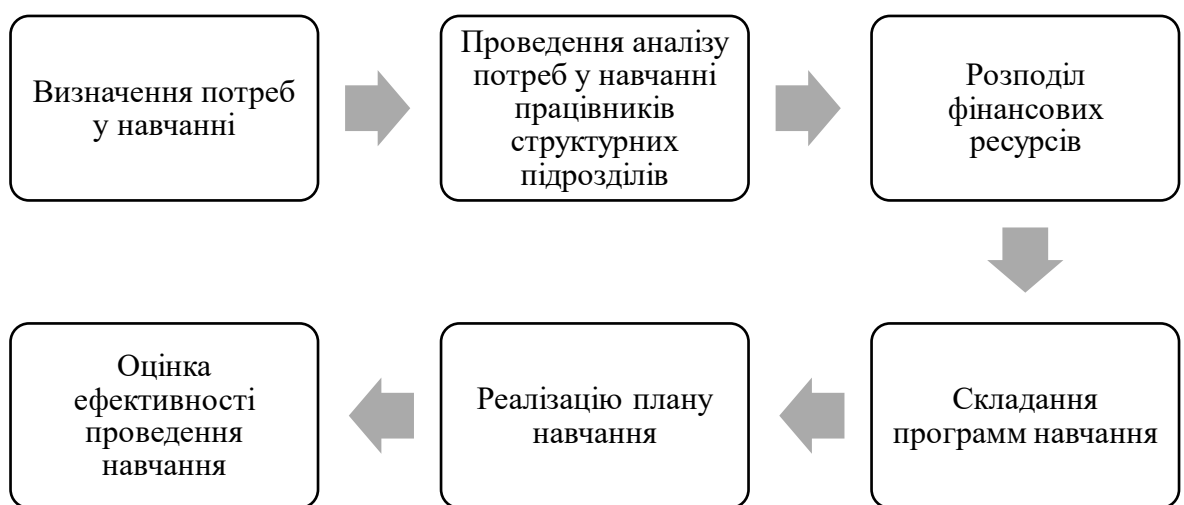 Визначення потреб
у навчанні
Проведення аналізу
потреб у навчанні
працівників
структурних
підрозділів
Розподіл
фінансових
ресурсів
Складання
программ навчання
Реалізацію плану
навчання
Оцінка
ефективності
проведення
навчання